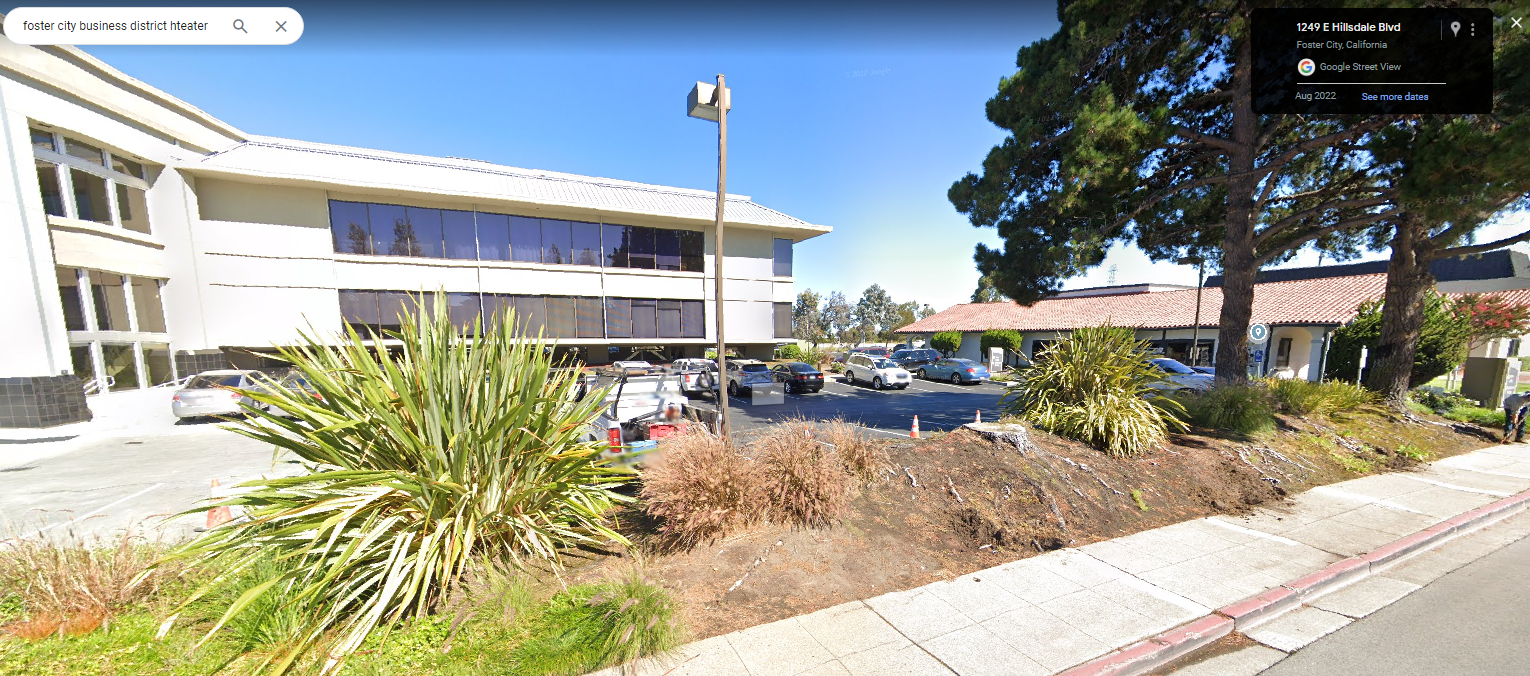 foster city business district hteater
1249 E Hillsdale Blvd
Foster City, California
Google Street View
Aug 2022
See more dates